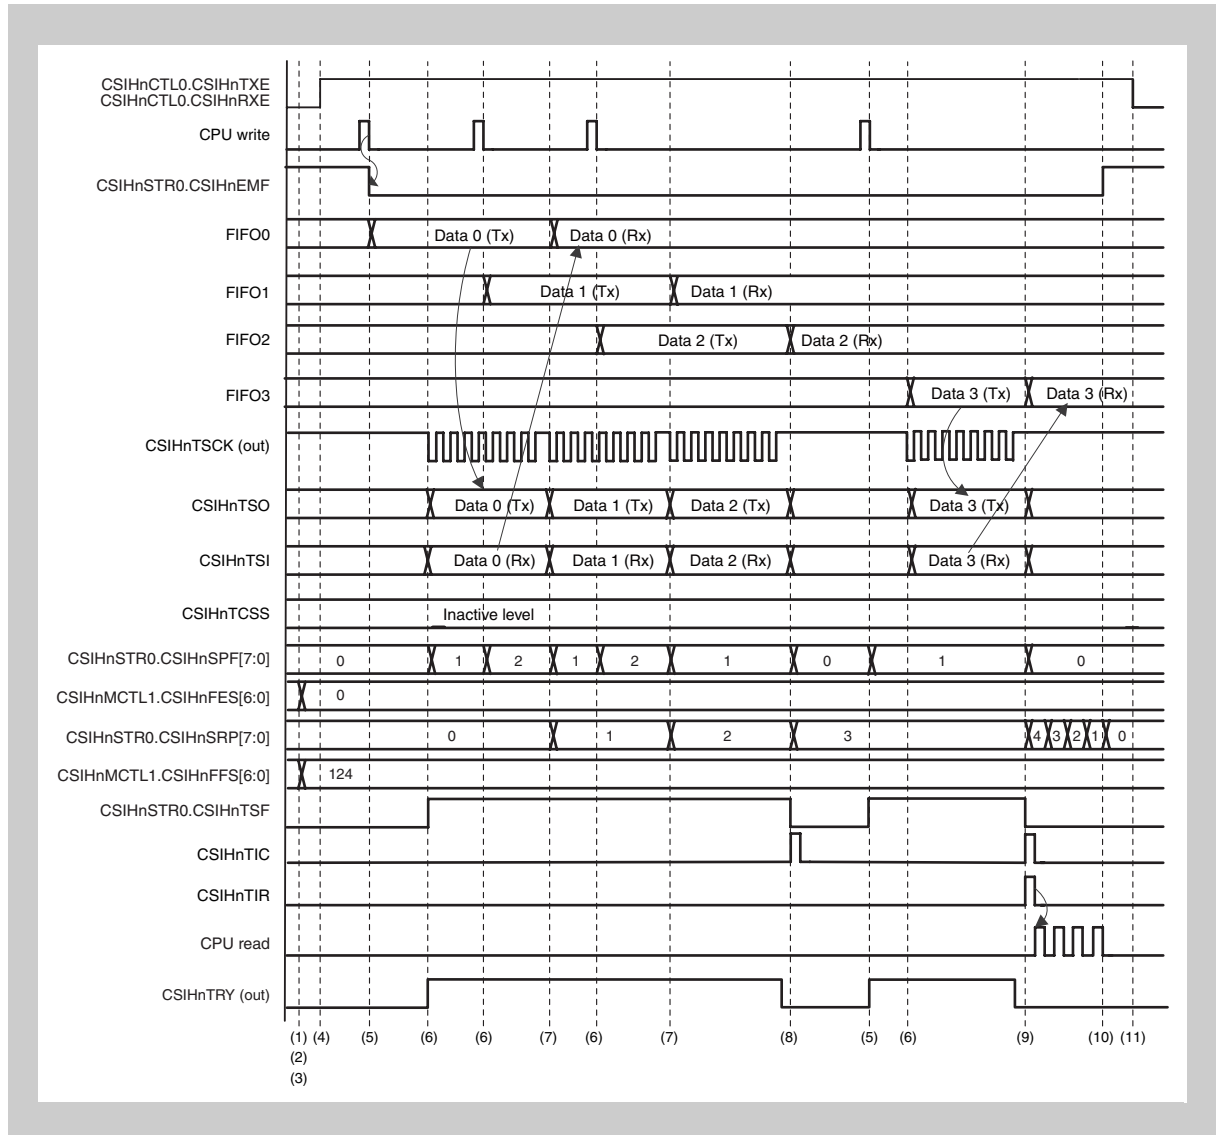 CSIHnCTL0.CSIHnTXE
CSIHnCTL0.CSIHnRXE
CPU write
CSIHnSTR0.CSIHnEMF
FIFO0 Data 0 (Tx) Data 0 (Rx)
FIFO1 Data 1 (Tx) Data 1 (Rx)
FIFO2 Data 2 (Tx) Data 2 (Rx)
FIFO3 Data 3 (Tx) Data 3 (Rx)
CSIHnTSCK (out)
CSIHnTSO Data 0 (Tx) Data 1 (Tx) Data 2 (Tx) Data 3 (Tx)
CSIHnTSI Data 0 (Rx) Data 1 (Rx) Data 2 (Rx) Data 3 (Rx)
CSIHnTCSS Inactive level
CSIHnSTR0.CSIHnSPF[7:0] 0 1 2 1 2 1 0 1 0
CSIHnMCTL1.CSIHnFES[6:0] 0
CSIHnSTR0.CSIHnSRP[7:0] 0 1 2 3 4 3 2 1 0
CSIHnMCTL1.CSIHnFFS[6:0] 124
CSIHnSTR0.CSIHnTSF
CSIHnTIC
CSIHnTIR
CPU read
CSIHnTRY (out)
(1) (4) (5) (6) (6) (7) (6) (7) (8) (5) (6) (9) (10) (11)
(2)
(3)